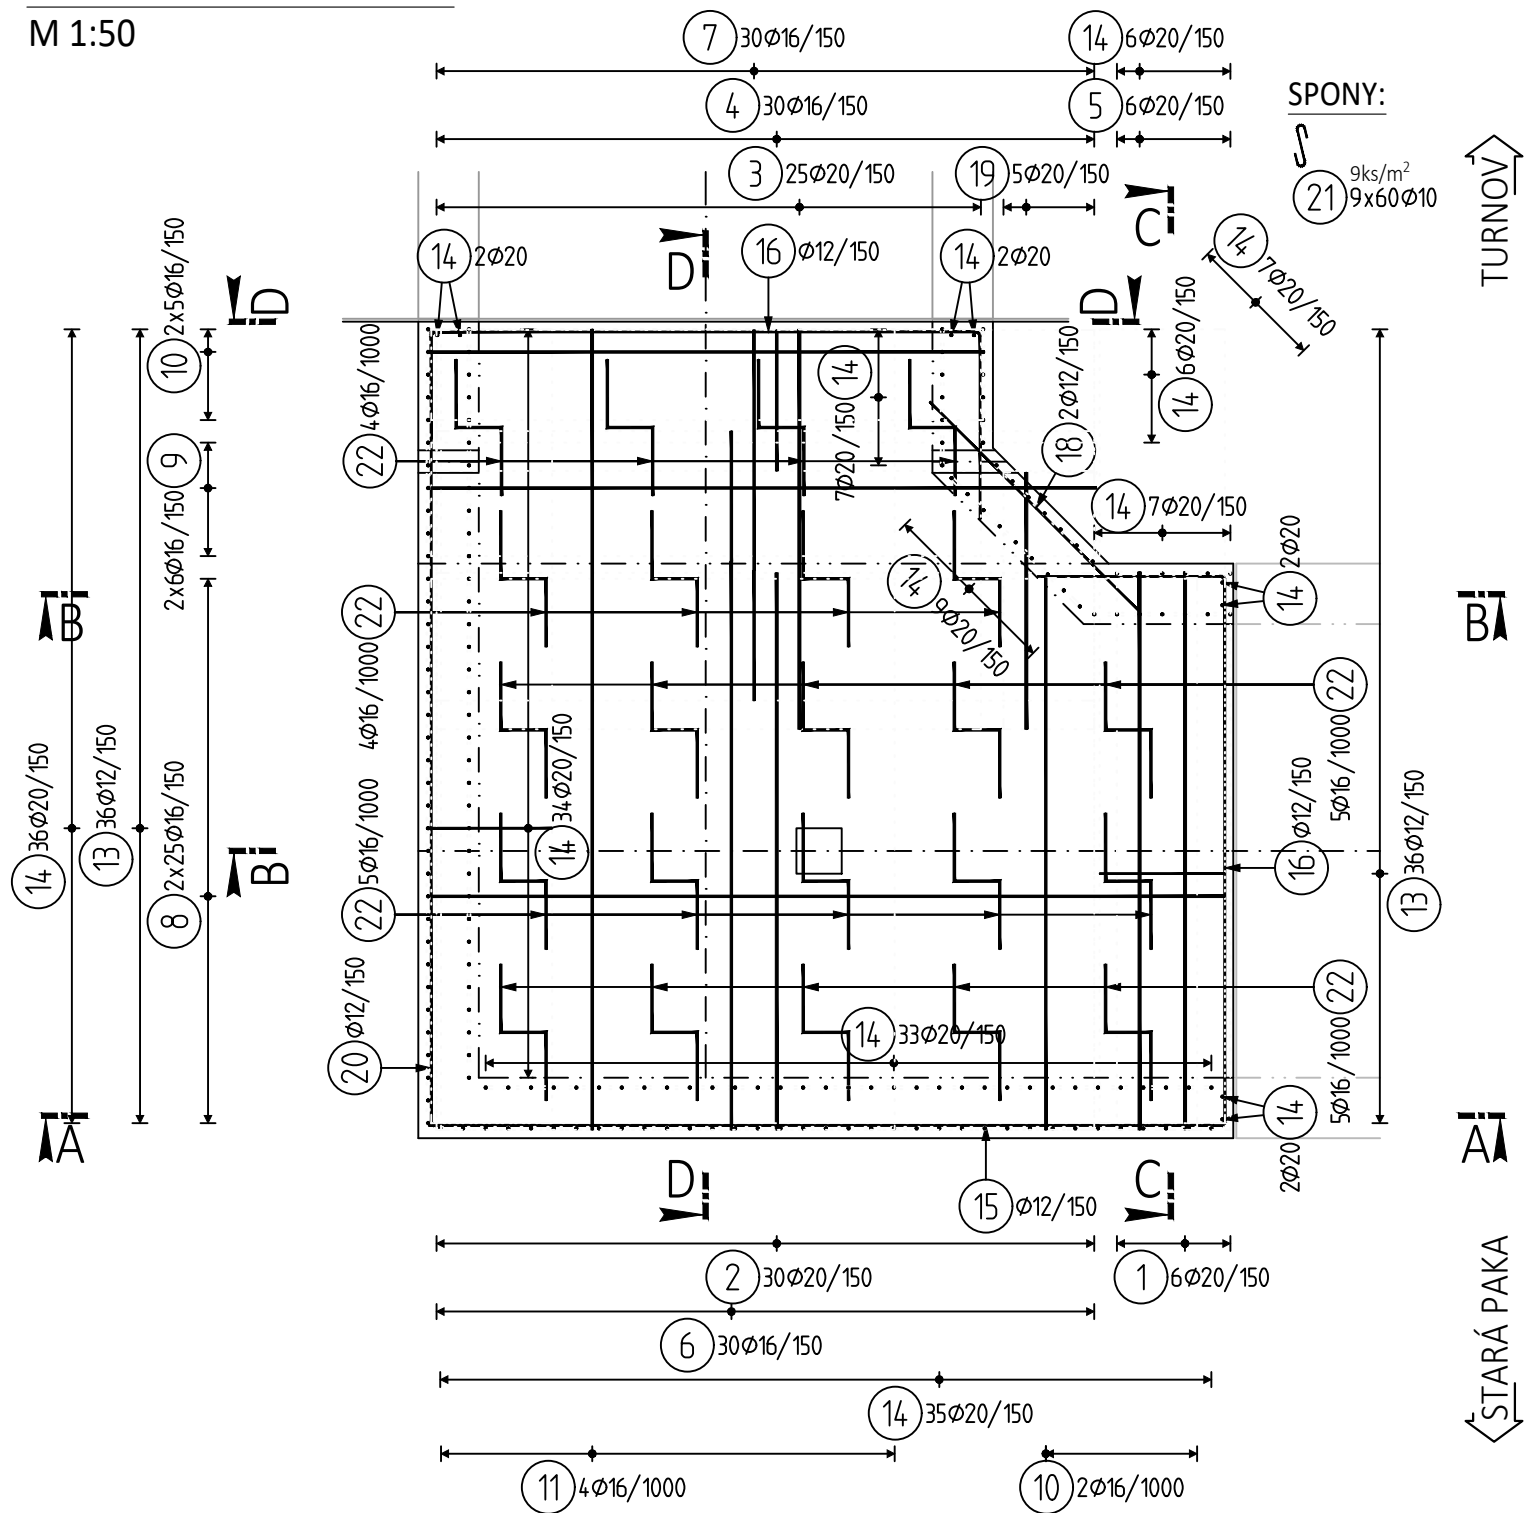 M 1:50
7 30Ø16/150
14 6Ø20/150
4 30Ø16/150
5 6Ø20/150
SPONY:
3 25Ø20/150
19 5Ø20/150
9ks/m²
21 9x60Ø10
TURNOV
C
D
14 2Ø20
16 Ø12/150
14 2Ø20
14 7Ø20/150
D
D
10 2x5Ø16/150
22 4Ø16/1000
14 7Ø20/150
18 2Ø12/150
14 6Ø20/150
9 2x6Ø16/150
14 7Ø20/150
14 2Ø20
14 9Ø20/150
B
B
22 4Ø16/1000
22 5Ø16/1000
14 36Ø20/150
13 36Ø12/150
8 2x25Ø16/150
B
22 5Ø16/1000
14 34Ø20/150
16 Ø12/150
13 36Ø12/150
20 Ø12/150
14 33Ø20/150
22 5Ø16/1000
14 2Ø20
A
A
D
C
15 Ø12/150
2 30Ø20/150
1 6Ø20/150
6 30Ø16/150
14 35Ø20/150
11 4Ø16/1000
10 2Ø16/1000
STARÁ PAKA